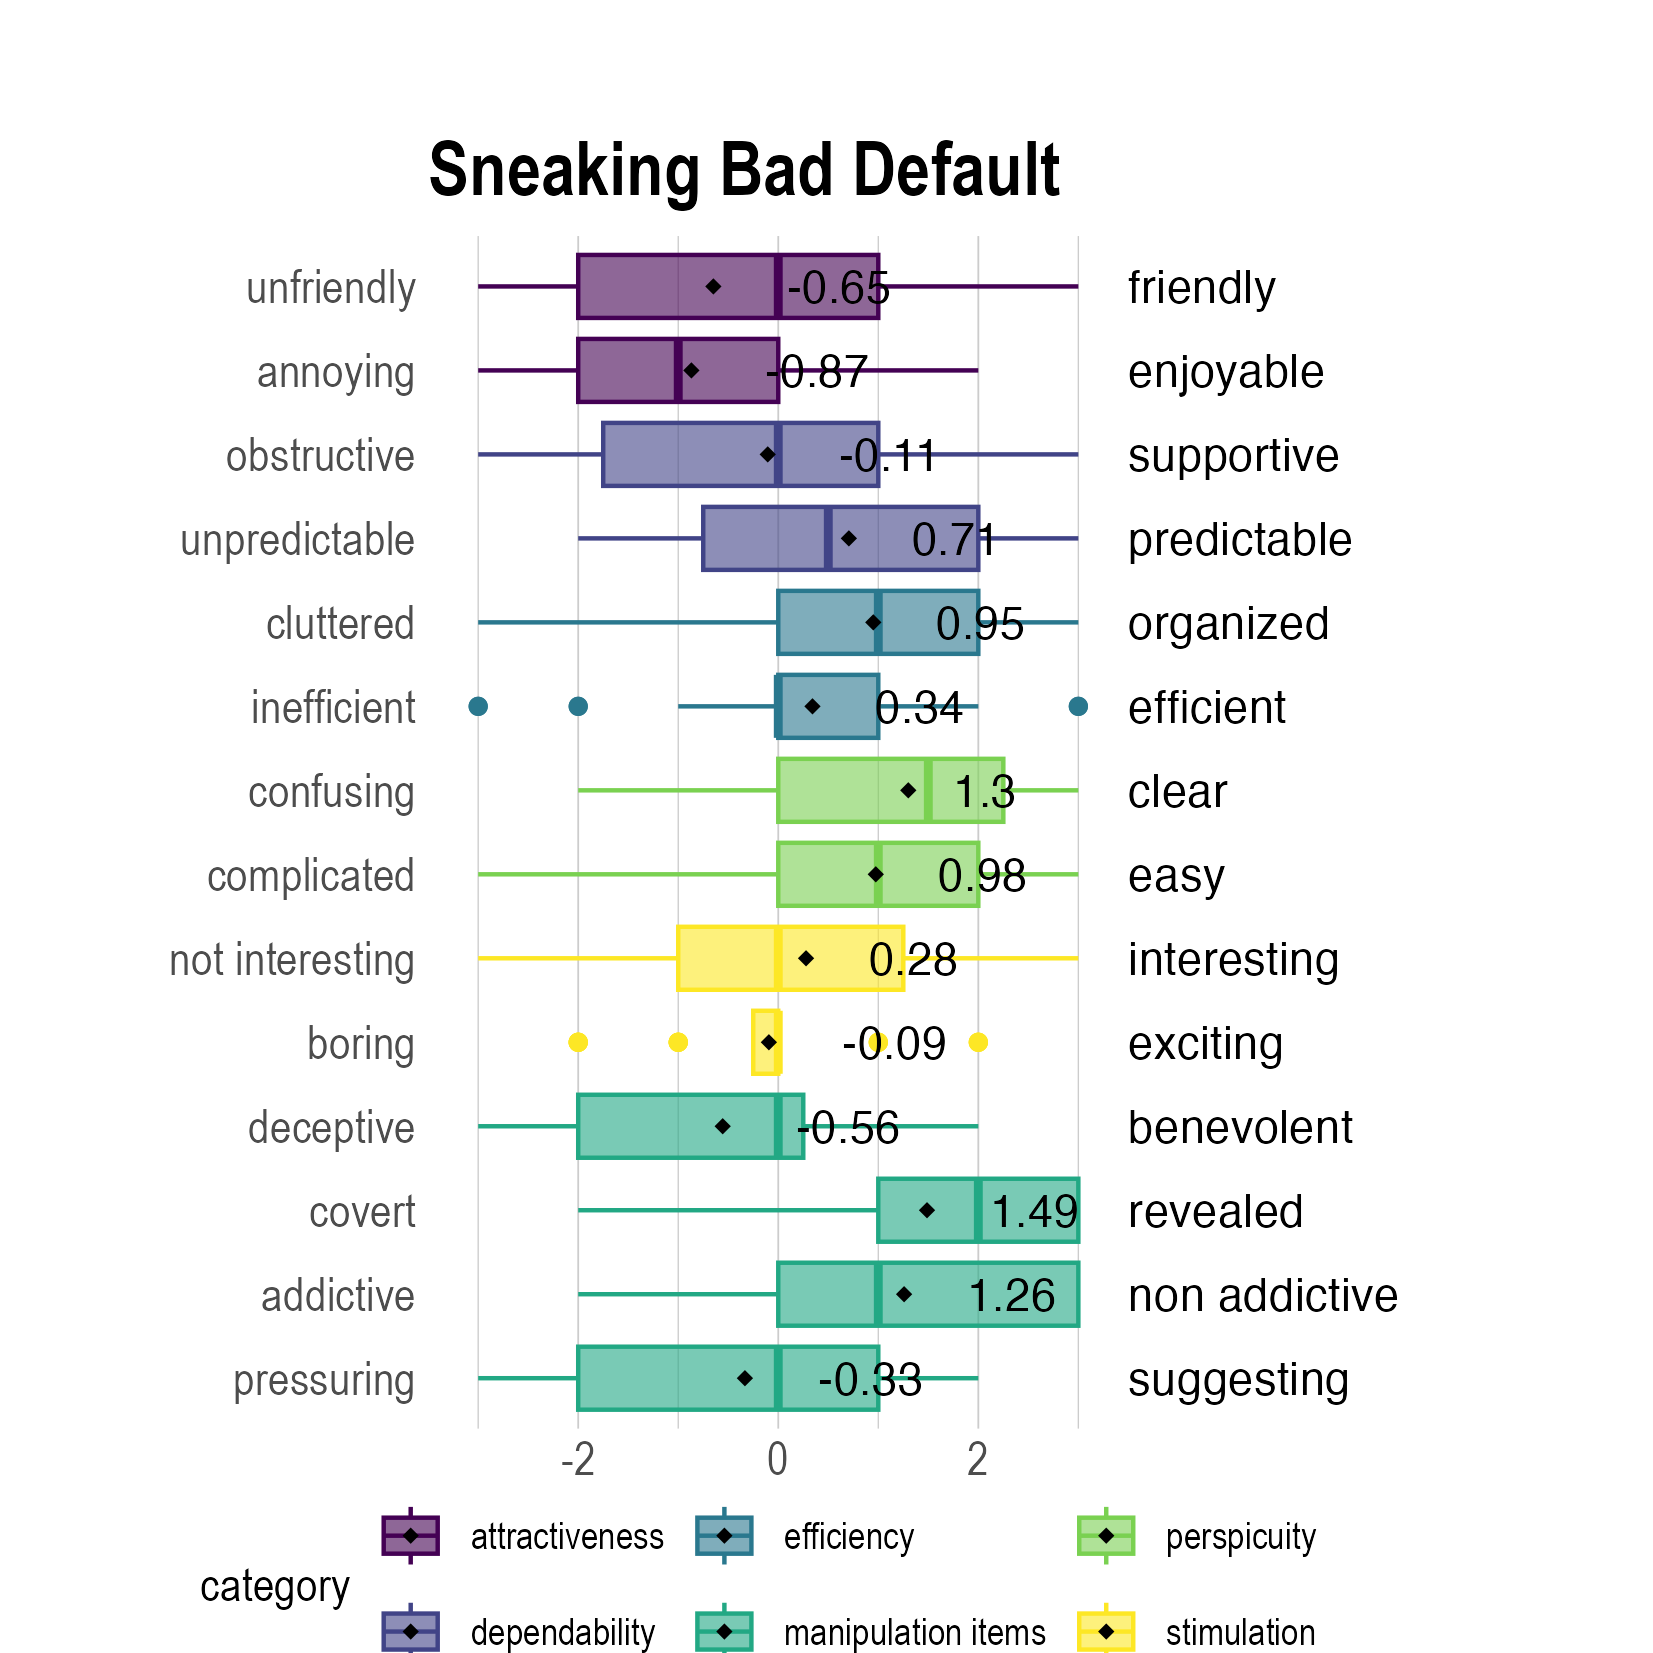 Sneaking Bad Default
unfriendly -0.65 friendly
annoying -0.87 enjoyable
obstructive -0.11 supportive
unpredictable 0.71 predictable
cluttered 0.95 organized
inefficient 0.34 efficient
confusing 1.3 clear
complicated 0.98 easy
not interesting 0.28 interesting
boring -0.09 exciting
deceptive -0.56 benevolent
covert 1.49 revealed
addictive 1.26 non addictive
pressuring -0.33 suggesting
-2 0 2
category
attractiveness efficiency perspicuity
dependability manipulation items stimulation